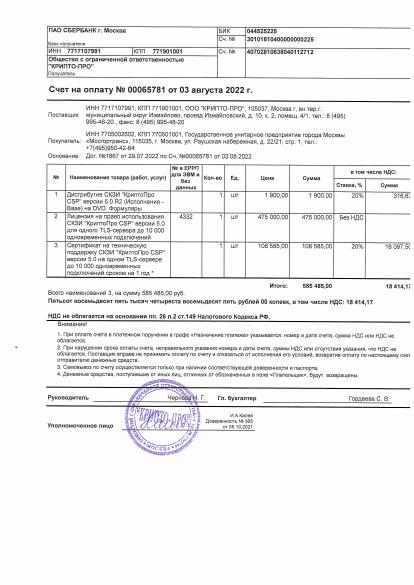 ПАО СБЕРБАНК г. Москва
БИК 044525225
Сч. № 30101810400000000225
Банк получателя
ИНН 7717107991 КПП 771901001 Сч. № 40702810638040112712
Общество с ограниченной ответственностью
"КРИПТО-ПРО"
Получатель
Счет на оплату № 00065781 от 03 августа 2022 г.
ИНН 7717107991, КПП 771901001, ООО "КРИПТО-ПРО", 105037, Москва г, вн.тер.г.
Поставщик: муниципальный округ Измайлово, проезд Измайловский, д. 10, к. 2, помещ. 4/1, тел.: 8 (495)
995-48-20 , факс: 8 (495) 995-48-20
ИНН 7705002602, КПП 770501001, Государственное унитарное предприятие города Москвы
Покупатель: «Мосгортранс», 115035, г. Москва, ул. Раушская набережная, д. 22/21, стр. 1, тел.:
+7(495)950-42-64
Основание: Дог. №1867 от 29.07.2022 по Сч. №00065781 от 03.08.2022
№ Наименование товара (работ, услуг) № в ЕРРП для ЭВМ и баз данных Кол-во Ед. Цена Сумма в том числе НДС:
Ставка, % Сумма
1 Дистрибутив СКЗИ "КриптоПро CSP" версии 5.0 R2 (Исполнения - Base) на DVD. Формуляры 1 шт 1 900,00 1 900,00 20% 316,6
2 Лицензия на право использования СКЗИ "КриптоПро CSP" версии 5.0 для одного TLS-сервера до 10 000 одновременных подключений 4332 1 шт 475 000,00 475 000,00 Без НДС
3 Сертификат на техническую поддержку СКЗИ "КриптоПро CSP" версии 5.0 на одном TLS-сервере до 10 000 одновременных подключений сроком на 1 год * 1 шт 108 585,00 108 585,00 20% 18 097,50
Итого: 585 485,00 18 414,17
Всего наименований 3, на сумму 585 485,00 руб.
Пятьсот восемьдесят пять тысяч четыреста восемьдесят пять рублей 00 копеек, в том числе НДС: 18 414,17
НДС не облагается на основании пп. 26 п.2 ст.149 Налогового Кодекса РФ.
Внимание!
1. При оплате счета в платежном поручении в графе «Назначение платежа» указывается: номер и дата счета, сумма НДС или НДС не
облагается.
2. При нарушении срока оплаты счета, неправильного указания номера и даты счета, суммы НДС или отсутствия указания, что НДС не
облагается, Поставщик вправе не принимать оплату по счету и отказаться от исполнения его условий, возвратив оплату по настоящему счет
отправителю денежных средств.
3. Самовывоз по счету осуществляется только при наличии соответствующей доверенности и паспорта.
4. Денежные средства, поступившие от иных лиц, отличных от обозначенных в поле «Плательщик», будут возвращены.
Руководитель Чернова Н. Г. Гл. бухгалтер Гордеева С. В.
Уполномоченное лицо
И.А.Копей
Доверенность № 365
от 08.10.2021
КРИПТО-ПРО
МОСКВА